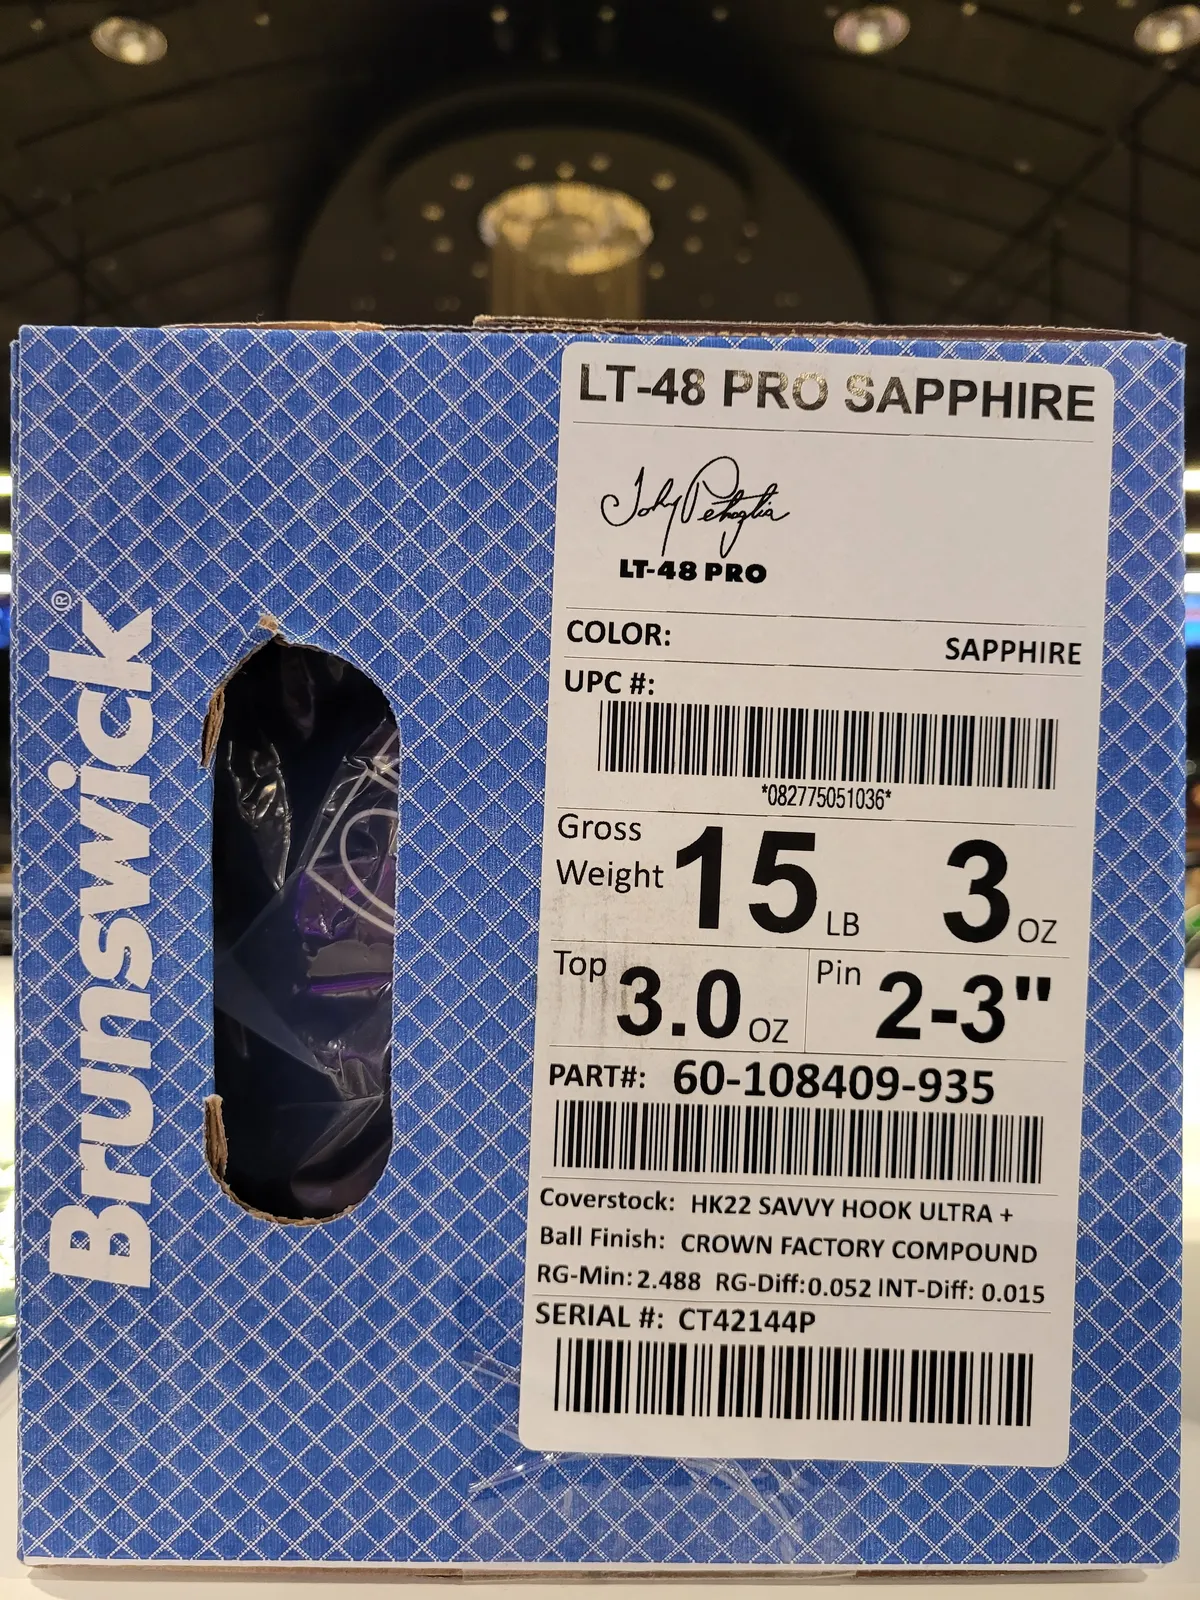 Brunswick®
LT-48 PRO SAPPHIRE
Johnny Petraglia
LT-48 PRO
COLOR: SAPPHIRE
UPC #:
*082775051036*
Gross Weight 15 LB 3 OZ
Top 3.0 OZ Pin 2-3"
PART#: 60-108409-935
Coverstock: HK22 SAVVY HOOK ULTRA +
Ball Finish: CROWN FACTORY COMPOUND
RG-Min: 2.488 RG-Diff: 0.052 INT-Diff: 0.015
SERIAL #: CT42144P